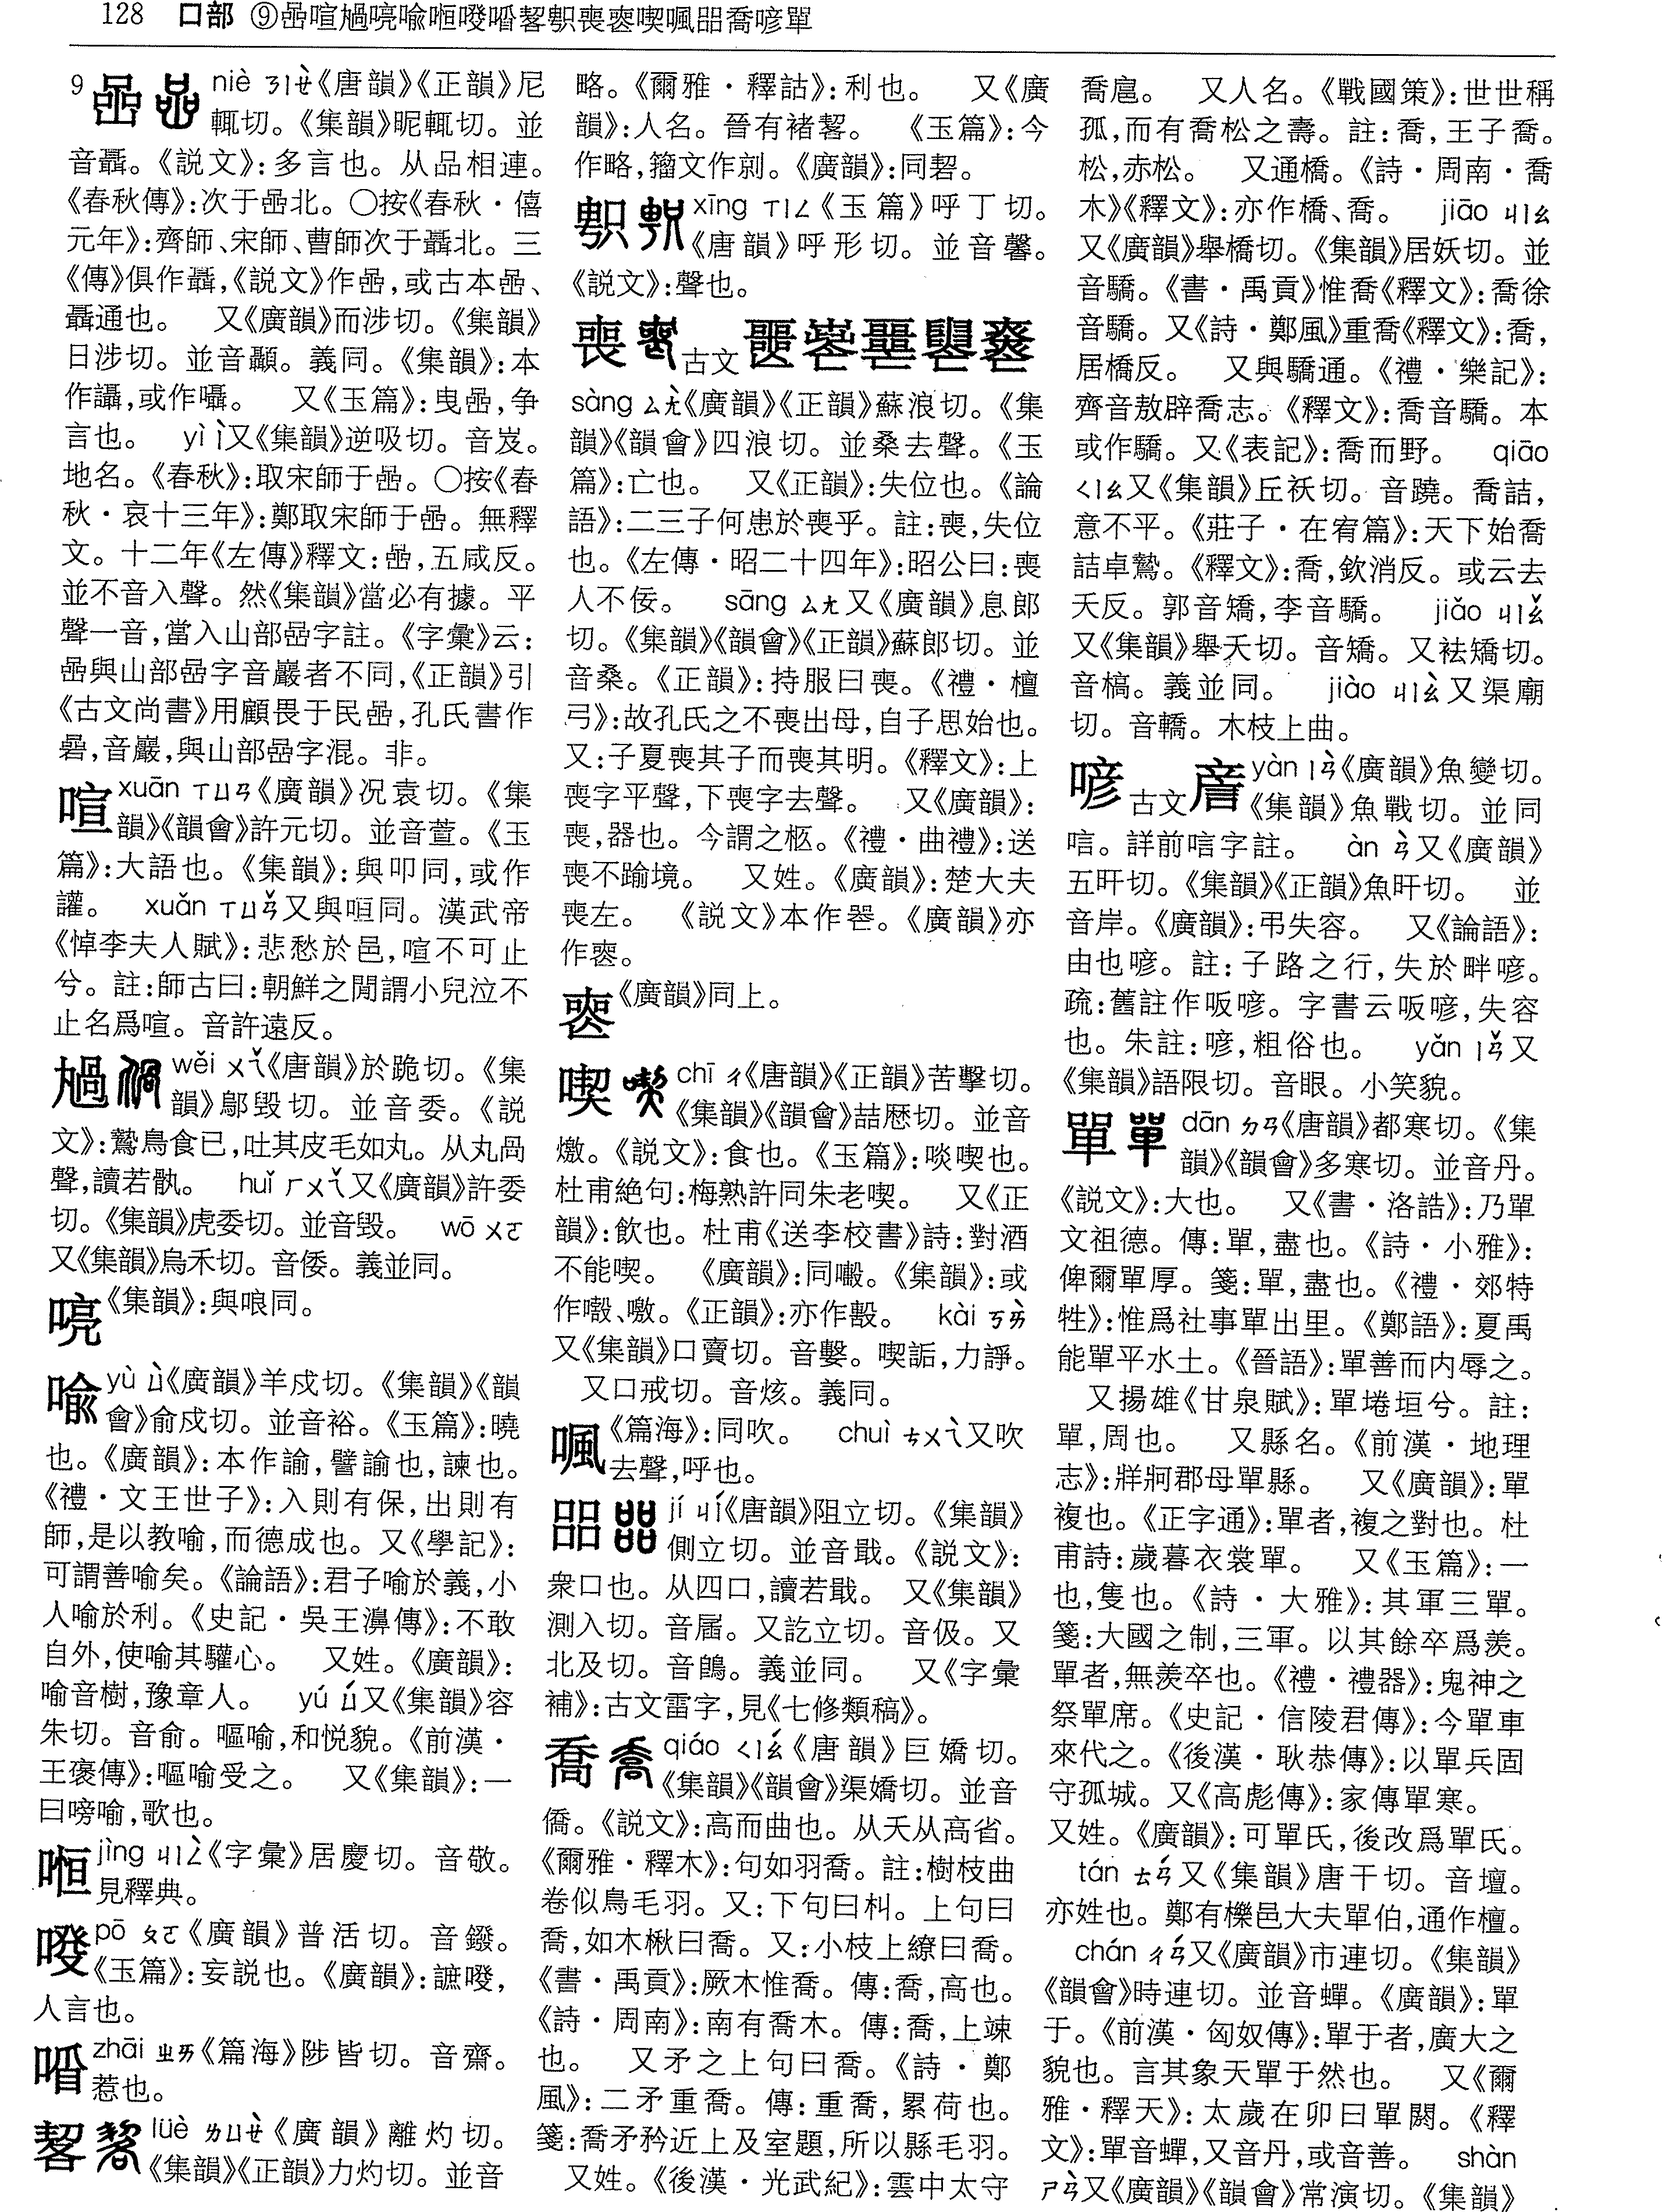 128 口部 ⑨嵒喧䲹喨喻喧噔喒㗉㖽喪㗖喫㗩㗊喬喭單
9 niè ㄋㄧㄝˋ《唐韻》《正韻》尼
輒切。《集韻》昵輒切。並
音聶。《説文》:多言也。从品相連。
《春秋傳》:次于嵒北。○按《春秋·僖
元年》:齊師、宋師、曹師次于聶北。三
《傳》俱作聶,《説文》作嵒,或古本嵒、
聶通也。 又《廣韻》而涉切。《集韻》
日涉切。並音顳。義同。《集韻》:本
作讘,或作囁。 又《玉篇》:曳嵒,争
言也。 yì ㄧˋ又《集韻》逆吸切。音岌。
地名。《春秋》:取宋師于嵒。○按《春
秋·哀十三年》:鄭取宋師于嵒。無釋
文。十二年《左傳》釋文:嵒,五咸反。
並不音入聲。然《集韻》當必有據。平
聲一音,當入山部嵒字註。《字彙》云:
嵒與山部嵒字音巖者不同,《正韻》引
《古文尚書》用顧畏于民嵒,孔氏書作
碞,音巖,與山部嵒字混。非。
喧 xuān ㄒㄩㄢ《廣韻》况袁切。《集
韻》《韻會》許元切。並音萱。《玉
篇》:大語也。《集韻》:與吅同,或作
讙。 xuǎn ㄒㄩㄢˇ又與咺同。漢武帝
《悼李夫人賦》:悲愁於邑,喧不可止
兮。註:師古曰:朝鮮之閒謂小兒泣不
止名爲喧。音許遠反。
wěi ㄨㄟˇ《唐韻》於跪切。《集
韻》鄔毀切。並音委。《説
文》:鷙鳥食已,吐其皮毛如丸。从丸咼
聲,讀若骫。 huǐ ㄏㄨㄟˇ又《廣韻》許委
切。《集韻》虎委切。並音毀。 wō ㄨㄛ
又《集韻》烏禾切。音倭。義並同。
喨 《集韻》:與哴同。
喻 yù ㄩˋ《廣韻》羊戍切。《集韻》《韻
會》俞戍切。並音裕。《玉篇》:曉
也。《廣韻》:本作諭,譬諭也,諫也。
《禮·文王世子》:入則有保,出則有
師,是以教喻,而德成也。又《學記》:
可謂善喻矣。《論語》:君子喻於義,小
人喻於利。《史記·吳王濞傳》:不敢
自外,使喻其驩心。 又姓。《廣韻》:
喻音樹,豫章人。 yú ㄩˊ又《集韻》容
朱切。音俞。嘔喻,和悦貌。《前漢·
王褒傳》:嘔喻受之。 又《集韻》:一
曰嗙喻,歌也。
jìng ㄐㄧㄥˋ《字彙》居慶切。音敬。
見釋典。
pō ㄆㄛ《廣韻》普活切。音鏺。
《玉篇》:妄説也。《廣韻》:謶,
人言也。
喒 zhāi ㄓㄞ《篇海》陟皆切。音齋。
惹也。
lüè ㄌㄩㄝˋ《廣韻》離灼切。
《集韻》《正韻》力灼切。並音
略。《爾雅·釋詁》:利也。 又《廣
韻》:人名。晉有褚㗉。 《玉篇》:今
作略,籀文作剠。《廣韻》:同䂮。
xīng ㄒㄧㄥ《玉篇》呼丁切。
《唐韻》呼形切。並音馨。
《説文》:聲也。
喪 古文
sàng ㄙㄤˋ《廣韻》《正韻》蘇浪切。《集
韻》《韻會》四浪切。並桑去聲。《玉
篇》:亡也。 又《正韻》:失位也。《論
語》:二三子何患於喪乎。註:喪,失位
也。《左傳·昭二十四年》:昭公曰:喪
人不佞。 sāng ㄙㄤ又《廣韻》息郎
切。《集韻》《韻會》《正韻》蘇郎切。並
音桑。《正韻》:持服曰喪。《禮·檀
弓》:故孔氏之不喪出母,自子思始也。
又:子夏喪其子而喪其明。《釋文》:上
喪字平聲,下喪字去聲。 又《廣韻》:
喪,器也。今謂之柩。《禮·曲禮》:送
喪不踰境。 又姓。《廣韻》:楚大夫
喪左。 《説文》本作。《廣韻》亦
作。
《廣韻》同上。
喫 chī ㄔ《唐韻》《正韻》苦擊切。
《集韻》《韻會》喆歷切。並音
燩。《説文》:食也。《玉篇》:啖喫也。
杜甫絶句:梅熟許同朱老喫。 又《正
韻》:飲也。杜甫《送李校書》詩:對酒
不能喫。 《廣韻》:同㘉。《集韻》:或
作、噭。《正韻》:亦作毄。 kài ㄎㄞˋ
又《集韻》口賣切。音㜅。喫詬,力諍。
又口戒切。音炫。義同。
《篇海》:同吹。 chuì ㄔㄨㄟˋ又吹
去聲,呼也。
㗊 jí ㄐㄧˊ《唐韻》阻立切。《集韻》
側立切。並音戢。《説文》:
衆口也。从四口,讀若戢。 又《集韻》
測入切。音届。又訖立切。音伋。又
北及切。音鵖。義並同。 又《字彙
補》:古文雷字,見《七修類稿》。
喬 qiáo ㄑㄧㄠˊ《唐韻》巨嬌切。
《集韻》《韻會》渠嬌切。並音
僑。《説文》:高而曲也。从夭从高省。
《爾雅·釋木》:句如羽喬。註:樹枝曲
卷似鳥毛羽。又:下句曰朻。上句曰
喬,如木楸曰喬。又:小枝上繚曰喬。
《書·禹貢》:厥木惟喬。傳:喬,高也。
《詩·周南》:南有喬木。傳:喬,上竦
也。 又矛之上句曰喬。《詩·鄭
風》:二矛重喬。傳:重喬,累荷也。
箋:喬矛矜近上及室題,所以縣毛羽。
又姓。《後漢·光武紀》:雲中太守
喬扈。 又人名。《戰國策》:世世稱
孤,而有喬松之壽。註:喬,王子喬。
松,赤松。 又通橋。《詩·周南·喬
木》《釋文》:亦作橋、喬。 jiāo ㄐㄧㄠ
又《廣韻》舉橋切。《集韻》居妖切。並
音驕。《書·禹貢》惟喬《釋文》:喬徐
音驕。又《詩·鄭風》重喬《釋文》:喬,
居橋反。 又與驕通。《禮·樂記》:
齊音敖辟喬志。《釋文》:喬音驕。本
或作驕。又《表記》:喬而野。 qiāo
ㄑㄧㄠ又《集韻》丘祅切。音蹺。喬詰,
意不平。《莊子·在宥篇》:天下始喬
詰卓鷙。《釋文》:喬,欽消反。或云去
夭反。郭音矯,李音驕。 jiǎo ㄐㄧㄠˇ
又《集韻》舉夭切。音矯。又袪矯切。
音槁。義並同。 jiào ㄐㄧㄠˋ又渠廟
切。音轎。木枝上曲。
喭 古文 yàn ㄧㄢˋ《廣韻》魚變切。
《集韻》魚戰切。並同
唁。詳前唁字註。 àn ㄢˋ又《廣韻》
五旰切。《集韻》《正韻》魚旰切。 並
音岸。《廣韻》:弔失容。 又《論語》:
由也喭。註:子路之行,失於畔喭。
疏:舊註作㕫喭。字書云㕫喭,失容
也。朱註:喭,粗俗也。 yǎn ㄧㄢˇ又
《集韻》語限切。音眼。小笑貌。
單 dān ㄉㄢ《唐韻》都寒切。《集
韻》《韻會》多寒切。並音丹。
《説文》:大也。 又《書·洛誥》:乃單
文祖德。傳:單,盡也。《詩·小雅》:
俾爾單厚。箋:單,盡也。《禮·郊特
牲》:惟爲社事單出里。《鄭語》:夏禹
能單平水土。《晉語》:單善而内辱之。
又揚雄《甘泉賦》:單埢垣兮。註:
單,周也。 又縣名。《前漢·地理
志》:牂牁郡母單縣。 又《廣韻》:單
複也。《正字通》:單者,複之對也。杜
甫詩:歲暮衣裳單。 又《玉篇》:一
也,隻也。《詩·大雅》:其軍三單。
箋:大國之制,三軍。以其餘卒爲羨。
單者,無羨卒也。《禮·禮器》:鬼神之
祭單席。《史記·信陵君傳》:今單車
來代之。《後漢·耿恭傳》:以單兵固
守孤城。又《高彪傳》:家傳單寒。
又姓。《廣韻》:可單氏,後改爲單氏。
tán ㄊㄢˊ又《集韻》唐干切。音壇。
亦姓也。鄭有櫟邑大夫單伯,通作檀。
chán ㄔㄢˊ又《廣韻》市連切。《集韻》
《韻會》時連切。並音蟬。《廣韻》:單
于。《前漢·匈奴傳》:單于者,廣大之
貌也。言其象天單于然也。 又《爾
雅·釋天》:太歲在卯曰單閼。《釋
文》:單音蟬,又音丹,或音善。 shàn
ㄕㄢˋ又《廣韻》《韻會》常演切。《集韻》